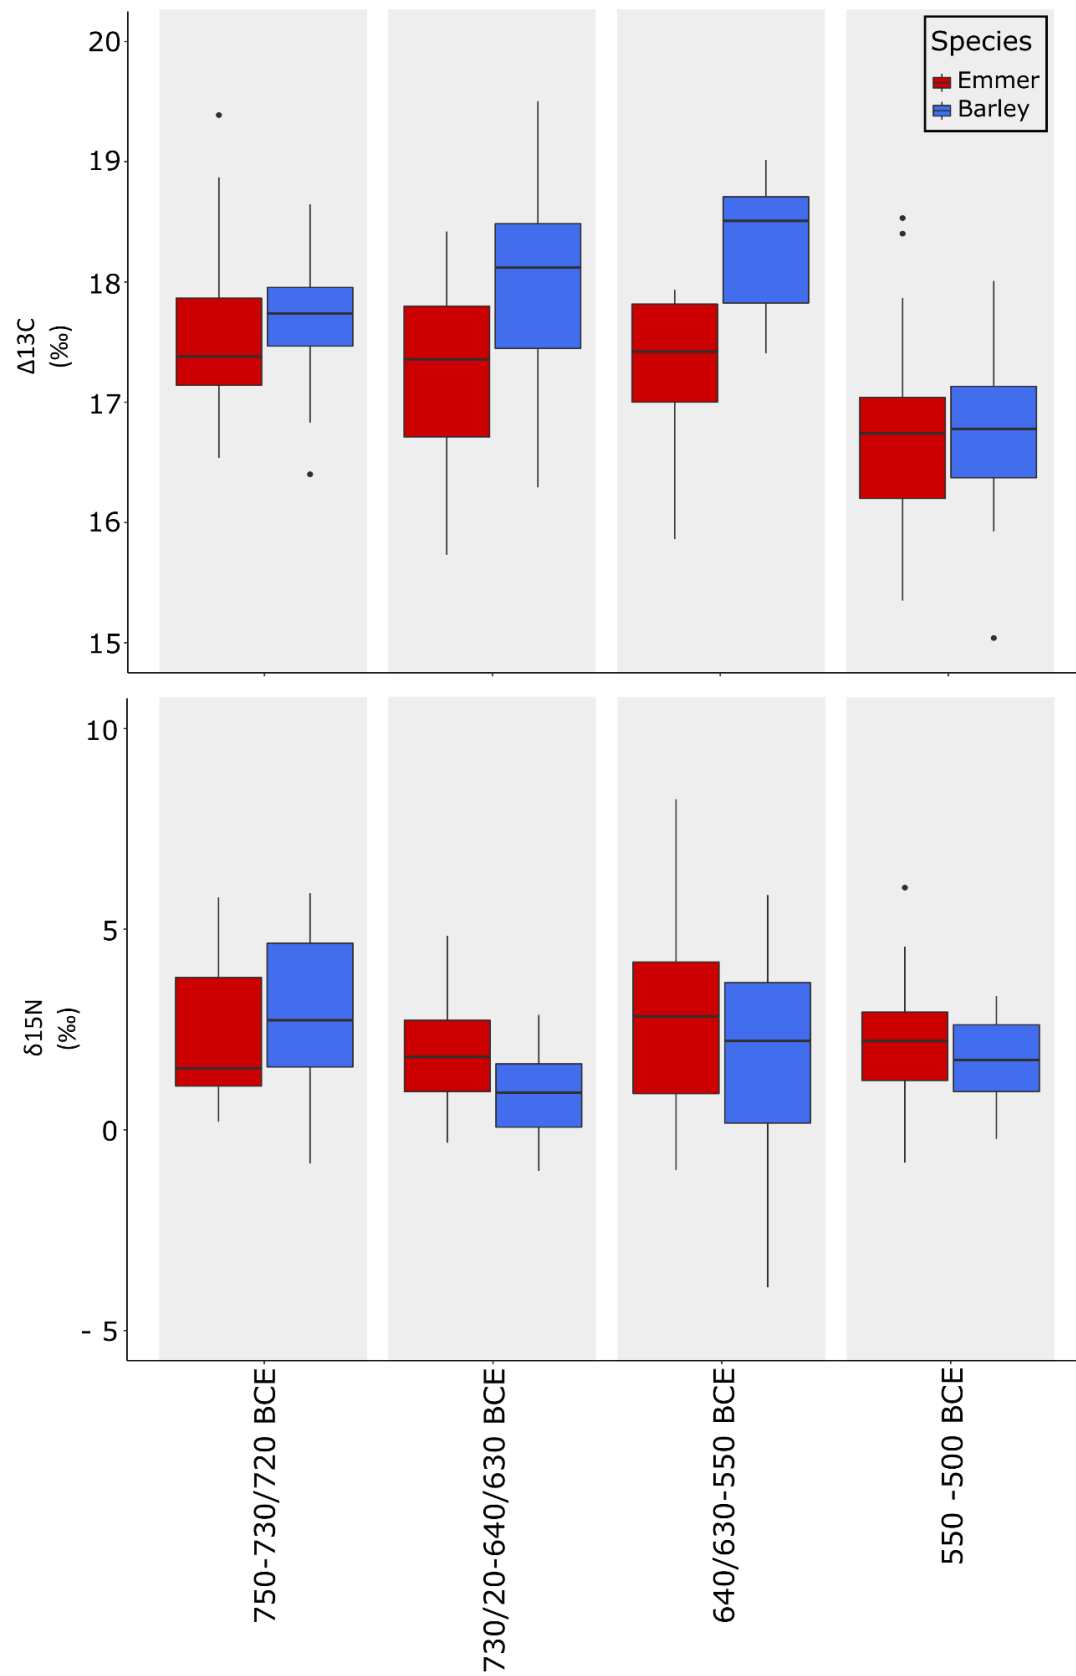 20
19
18
17
16
15
Δ13C
(‰)
Species
Emmer
Barley
10
5
0
- 5
δ15N
(‰)
750-730/720 BCE
730/20-640/630 BCE
640/630-550 BCE
550 -500 BCE